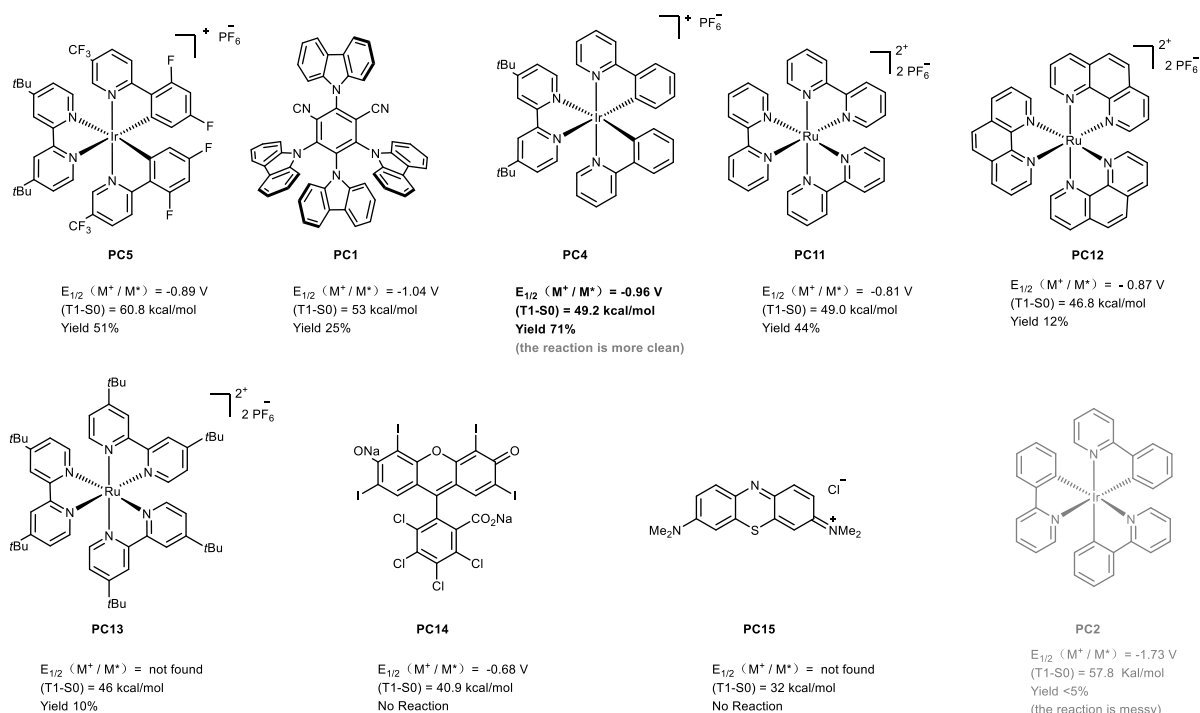 CF3
tBu
N
N
N
N
Ir
F
F
F
F
tBu
CF3
+
PF6-
PC5
E1/2 (M+ / M*) = -0.89 V
(T1-S0) = 60.8 kcal/mol
Yield 51%
N
CN
CN
N
N
N
PC1
E1/2 (M+ / M*) = -1.04 V
(T1-S0) = 53 kcal/mol
Yield 25%
tBu
N
N
N
N
Ir
tBu
+
PF6-
PC4
E1/2 (M+ / M*) = -0.96 V
(T1-S0) = 49.2 kcal/mol
Yield 71%
(the reaction is more clean)
N
N
N
N
N
N
Ru
2+
2 PF6-
PC11
E1/2 (M+ / M*) = -0.81 V
(T1-S0) = 49.0 kcal/mol
Yield 44%
N
N
N
N
N
N
Ru
2+
2 PF6-
PC12
E1/2 (M+ / M*) = - 0.87 V
(T1-S0) = 46.8 kcal/mol
Yield 12%
tBu
tBu
tBu
N
N
N
N
N
N
Ru
tBu
tBu
tBu
2+
2 PF6-
PC13
E1/2 (M+ / M*) = not found
(T1-S0) = 46 kcal/mol
Yield 10%
I
I
ONa
O
O
I
I
Cl
CO2Na
Cl
Cl
Cl
PC14
E1/2 (M+ / M*) = -0.68 V
(T1-S0) = 40.9 kcal/mol
No Reaction
N
Cl-
Me2N
S
+
NMe2
PC15
E1/2 (M+ / M*) = not found
(T1-S0) = 32 kcal/mol
No Reaction
N
Ir
N
N
PC2
E1/2 (M+ / M*) = -1.73 V
(T1-S0) = 57.8 Kal/mol
Yield <5%
(the reaction is messy)